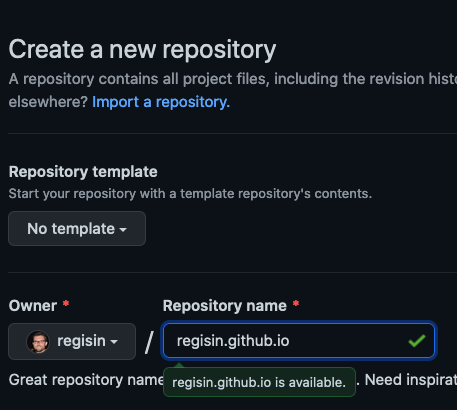 Create a new repository
A repository contains all project files, including the revision hist
elsewhere? Import a repository.
Repository template
Start your repository with a template repository's contents.
No template
Owner * Repository name *
regisin / regisin.github.io
regisin.github.io is available.
Great repository name . Need inspirat